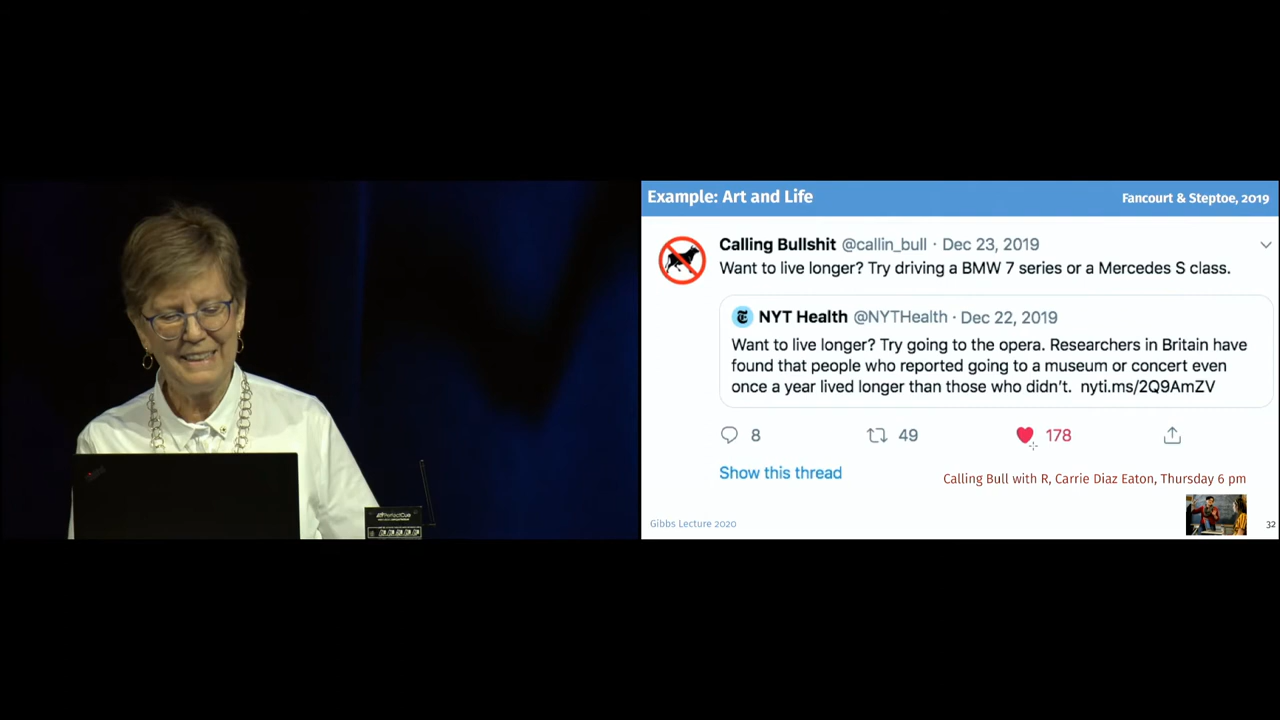 Example: Art and Life
Fancourt & Steptoe, 2019
Calling Bullshit @callin_bull · Dec 23, 2019
Want to live longer? Try driving a BMW 7 series or a Mercedes S class.
NYT Health @NYTHealth · Dec 22, 2019
Want to live longer? Try going to the opera. Researchers in Britain have
found that people who reported going to a museum or concert even
once a year lived longer than those who didn't. nyti.ms/2Q9AmZV
8
49
178
Show this thread
Calling Bull with R, Carrie Diaz Eaton, Thursday 6 pm
Gibbs Lecture 2020
32
PerfectCue